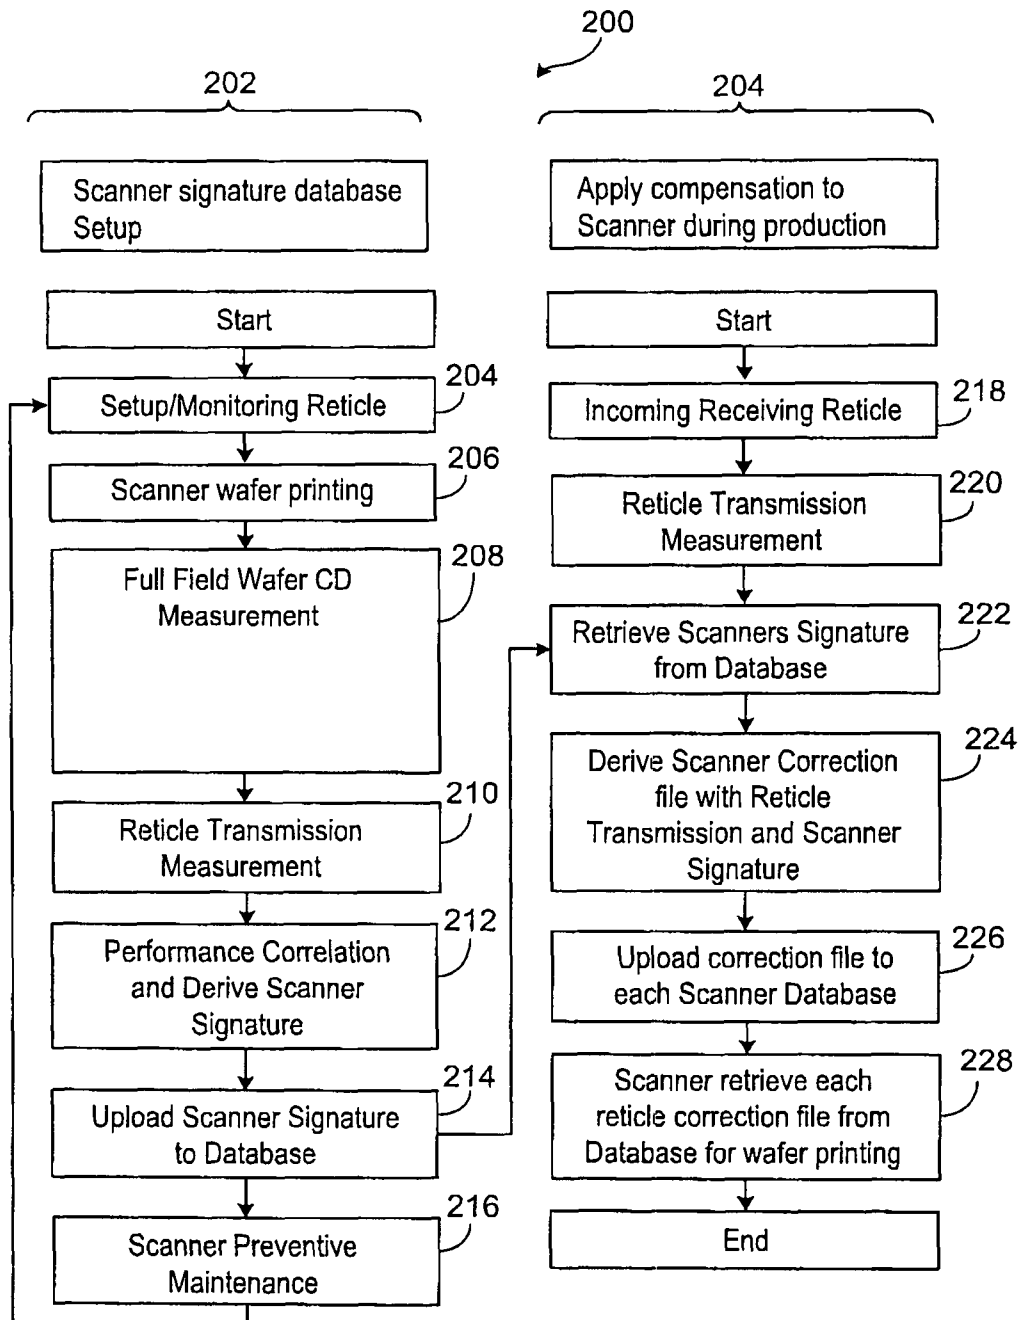 200
202
Scanner signature database
Setup
Start
Setup/Monitoring Reticle
204
Scanner wafer printing
206
Full Field Wafer CD
Measurement
208
Reticle Transmission
Measurement
210
Performance Correlation
and Derive Scanner
Signature
212
Upload Scanner Signature
to Database
214
Scanner Preventive
Maintenance
216
204
Apply compensation to
Scanner during production
Start
Incoming Receiving Reticle
218
Reticle Transmission
Measurement
220
Retrieve Scanners Signature
from Database
222
Derive Scanner Correction
file with Reticle
Transmission and Scanner
Signature
224
Upload correction file to
each Scanner Database
226
Scanner retrieve each
reticle correction file from
Database for wafer printing
228
End